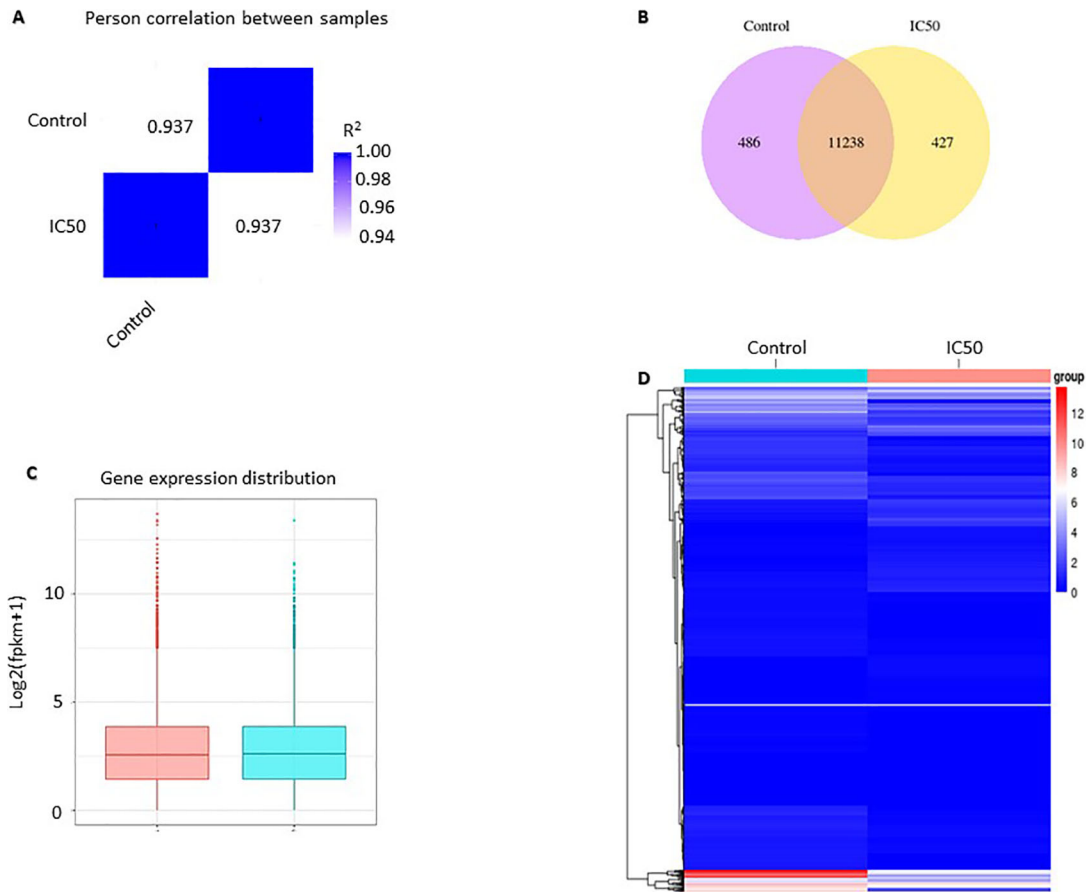 A
Person correlation between samples
Control
0.937
IC50
0.937
Control
R2
1.00
0.98
0.96
0.94
B
Control
IC50
486
11238
427
C
Gene expression distribution
Log2(fpkm+1)
10
5
0
D
Control
IC50
group
12
10
8
6
4
2
0